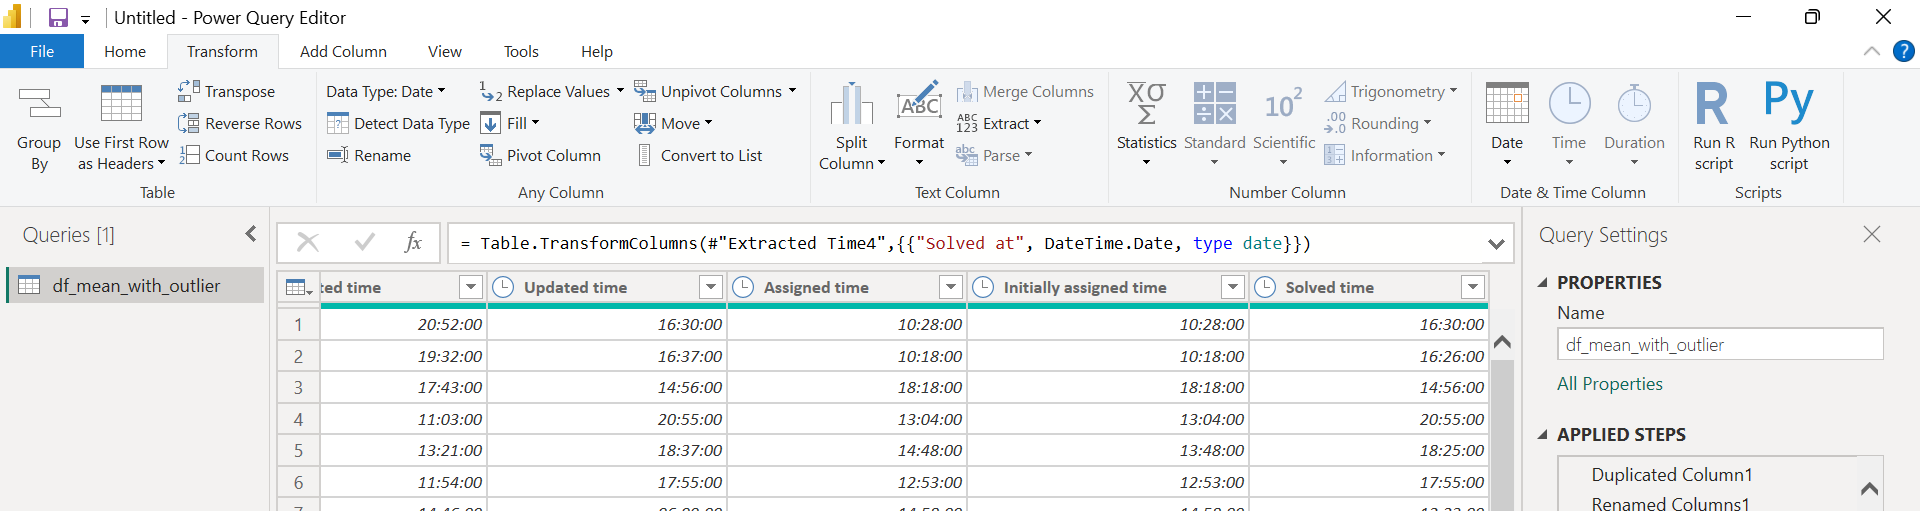 Untitled - Power Query Editor
File Home Transform Add Column View Tools Help
Group By
Use First Row as Headers
Transpose
Reverse Rows
Count Rows
Table
Data Type: Date
Detect Data Type
Rename
Replace Values
Fill
Pivot Column
Unpivot Columns
Move
Convert to List
Any Column
Split Column
Format
Merge Columns
Extract
Parse
Text Column
Statistics
Standard
Scientific
Trigonometry
Rounding
Information
Number Column
Date
Time
Duration
Date & Time Column
Run R script
Run Python script
Scripts
Queries [1]
df_mean_with_outlier
fx = Table.TransformColumns(#"Extracted Time4",{{"Solved at", DateTime.Date, type date}})
ted time Updated time Assigned time Initially assigned time Solved time
1 20:52:00 16:30:00 10:28:00 10:28:00 16:30:00
2 19:32:00 16:37:00 10:18:00 10:18:00 16:26:00
3 17:43:00 14:56:00 18:18:00 18:18:00 14:56:00
4 11:03:00 20:55:00 13:04:00 13:04:00 20:55:00
5 13:21:00 18:37:00 14:48:00 13:48:00 18:25:00
6 11:54:00 17:55:00 12:53:00 12:53:00 17:55:00
Query Settings
PROPERTIES
Name
df_mean_with_outlier
All Properties
APPLIED STEPS
Duplicated Column1
Renamed Columns1